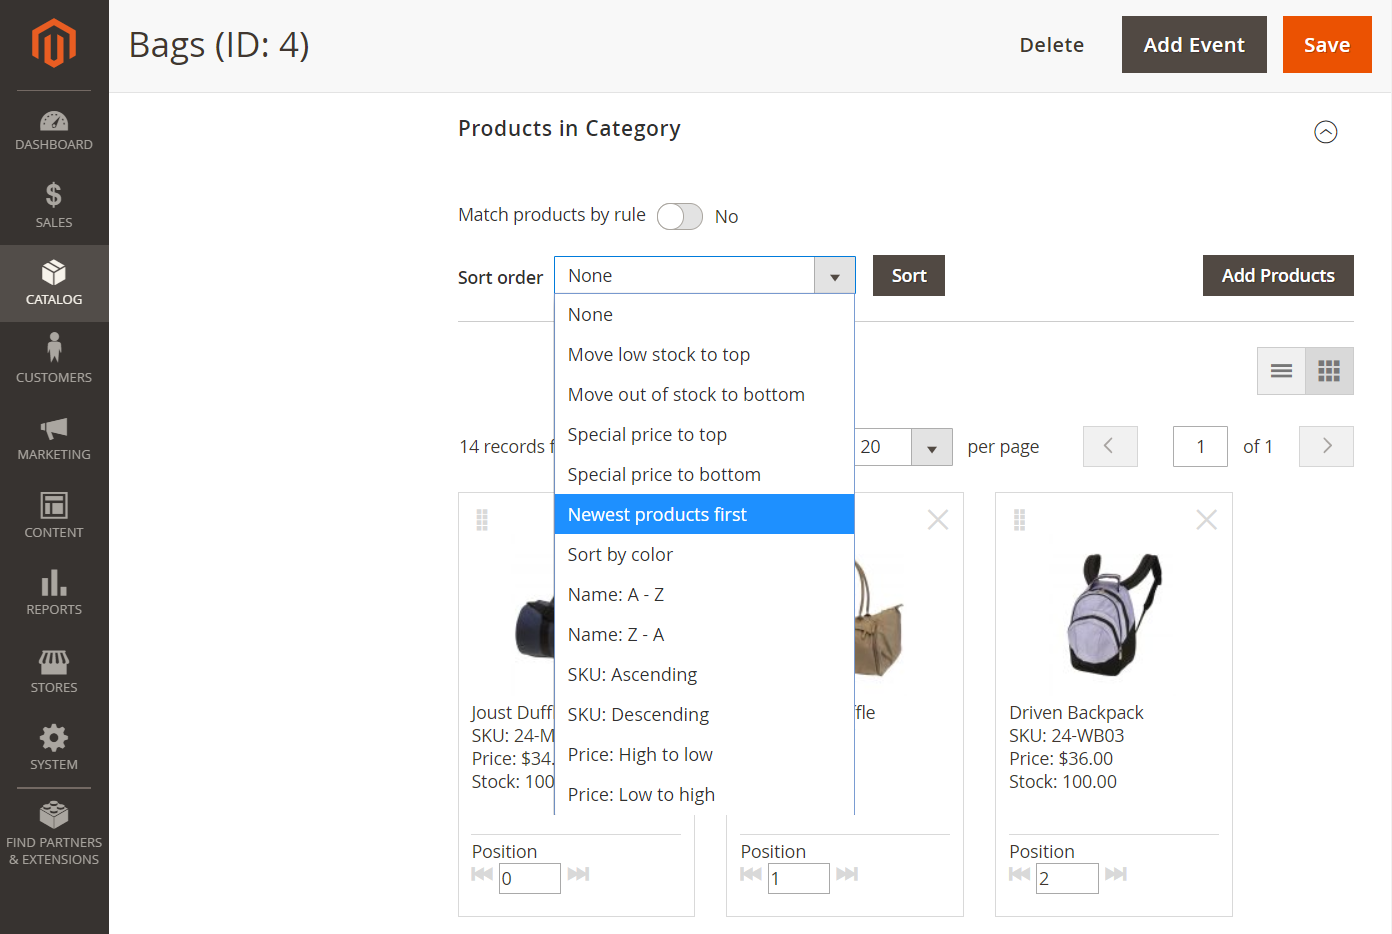 Bags (ID: 4)
Delete
Add Event
Save
DASHBOARD
SALES
CATALOG
CUSTOMERS
MARKETING
CONTENT
REPORTS
STORES
SYSTEM
FIND PARTNERS
& EXTENSIONS
Products in Category
Match products by rule No
Sort order None Sort Add Products
None
Move low stock to top
Move out of stock to bottom
Special price to top
Special price to bottom
Newest products first
Sort by color
Name: A - Z
Name: Z - A
SKU: Ascending
SKU: Descending
Price: High to low
Price: Low to high
14 records
20 per page 1 of 1
Joust
SKU: 24-M
Price: $34.
Stock: 100
Position
0
Position
1
Driven Backpack
SKU: 24-WB03
Price: $36.00
Stock: 100.00
Position
2